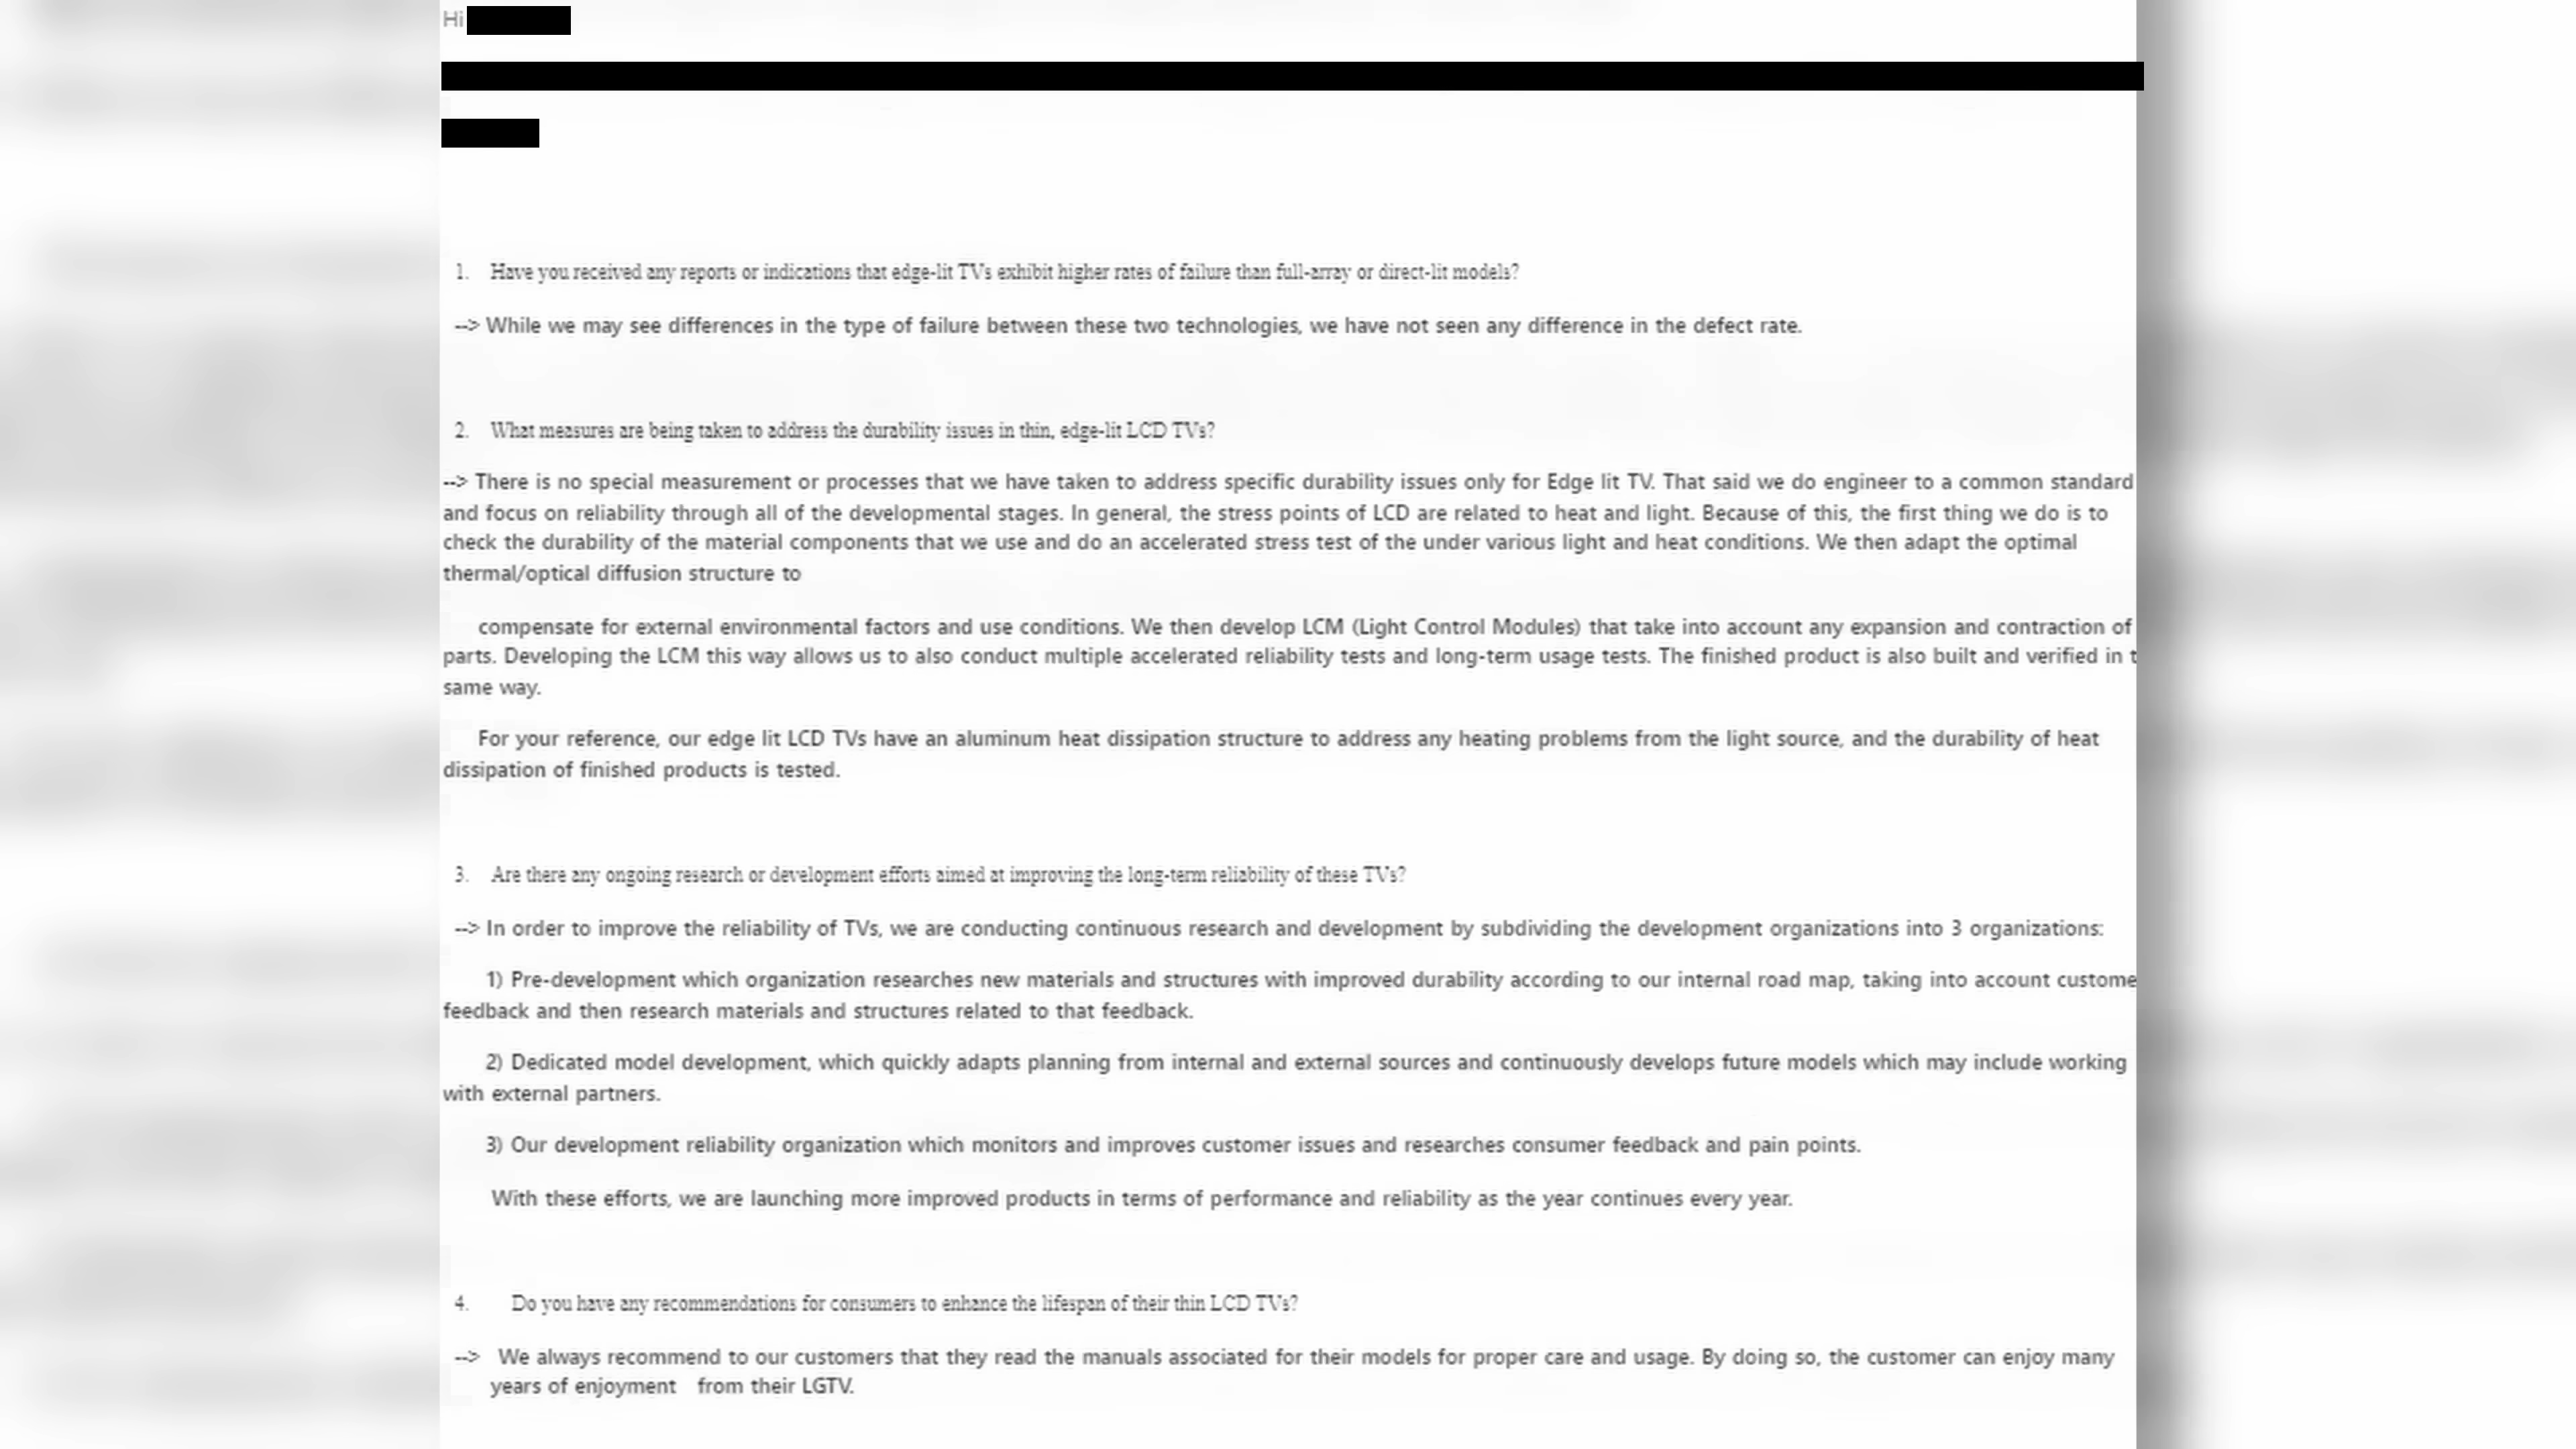 Hi
1. Have you received any reports or indications that edge-lit TVs exhibit higher rates of failure than full-array or direct-lit models?
--> While we may see differences in the type of failure between these two technologies, we have not seen any difference in the defect rate.
2. What measures are being taken to address the durability issues in thin, edge-lit LCD TVs?
--> There is no special measurement or processes that we have taken to address specific durability issues only for Edge lit TV. That said we do engineer to a common standard
and focus on reliability through all of the developmental stages. In general, the stress points of LCD are related to heat and light. Because of this, the first thing we do is to
check the durability of the material components that we use and do an accelerated stress test of the under various light and heat conditions. We then adapt the optimal
thermal/optical diffusion structure to
compensate for external environmental factors and use conditions. We then develop LCM (Light Control Modules) that take into account any expansion and contraction of
parts. Developing the LCM this way allows us to also conduct multiple accelerated reliability tests and long-term usage tests. The finished product is also built and verified in t
same way.
For your reference, our edge lit LCD TVs have an aluminum heat dissipation structure to address any heating problems from the light source, and the durability of heat
dissipation of finished products is tested.
3. Are there any ongoing research or development efforts aimed at improving the long-term reliability of these TVs?
--> In order to improve the reliability of TVs, we are conducting continuous research and development by subdividing the development organizations into 3 organizations:
1) Pre-development which organization researches new materials and structures with improved durability according to our internal road map, taking into account custome
feedback and then research materials and structures related to that feedback.
2) Dedicated model development, which quickly adapts planning from internal and external sources and continuously develops future models which may include working
with external partners.
3) Our development reliability organization which monitors and improves customer issues and researches consumer feedback and pain points.
With these efforts, we are launching more improved products in terms of performance and reliability as the year continues every year.
4. Do you have any recommendations for consumers to enhance the lifespan of their thin LCD TVs?
--> We always recommend to our customers that they read the manuals associated for their models for proper care and usage. By doing so, the customer can enjoy many
years of enjoyment from their LGTV.